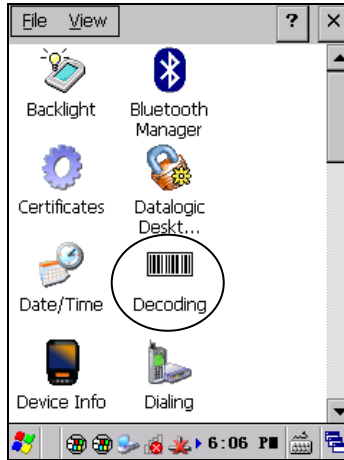 File View ? ×
Backlight Bluetooth
Manager
Certificates Datalogic
Deskt...
Date/Time Decoding
Device Info Dialing
6:06 PM